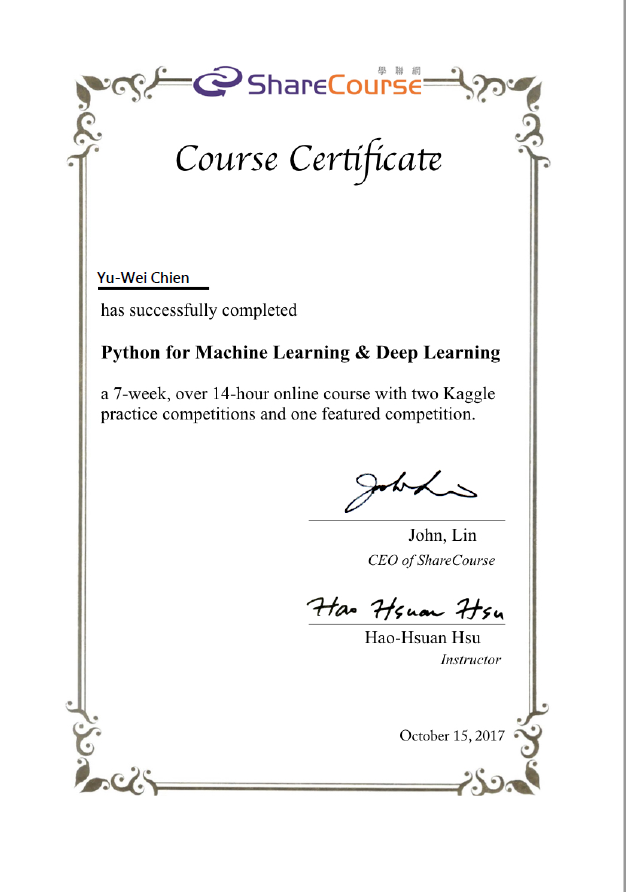 學聯網
ShareCourse
Course Certificate
Yu-Wei Chien
has successfully completed
Python for Machine Learning & Deep Learning
a 7-week, over 14-hour online course with two Kaggle
practice competitions and one featured competition.
John Lin
John, Lin
CEO of ShareCourse
Hao Hsuan Hsu
Hao-Hsuan Hsu
Instructor
October 15, 2017